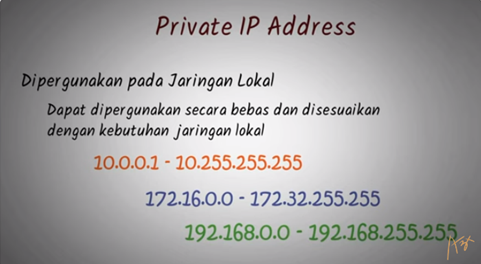 Private IP Address
Dipergunakan pada Jaringan Lokal
Dapat dipergunakan secara bebas dan disesuaikan
dengan kebutuhan jaringan lokal
10.0.0.1 - 10.255.255.255
172.16.0.0 - 172.32.255.255
192.168.0.0 - 192.168.255.255